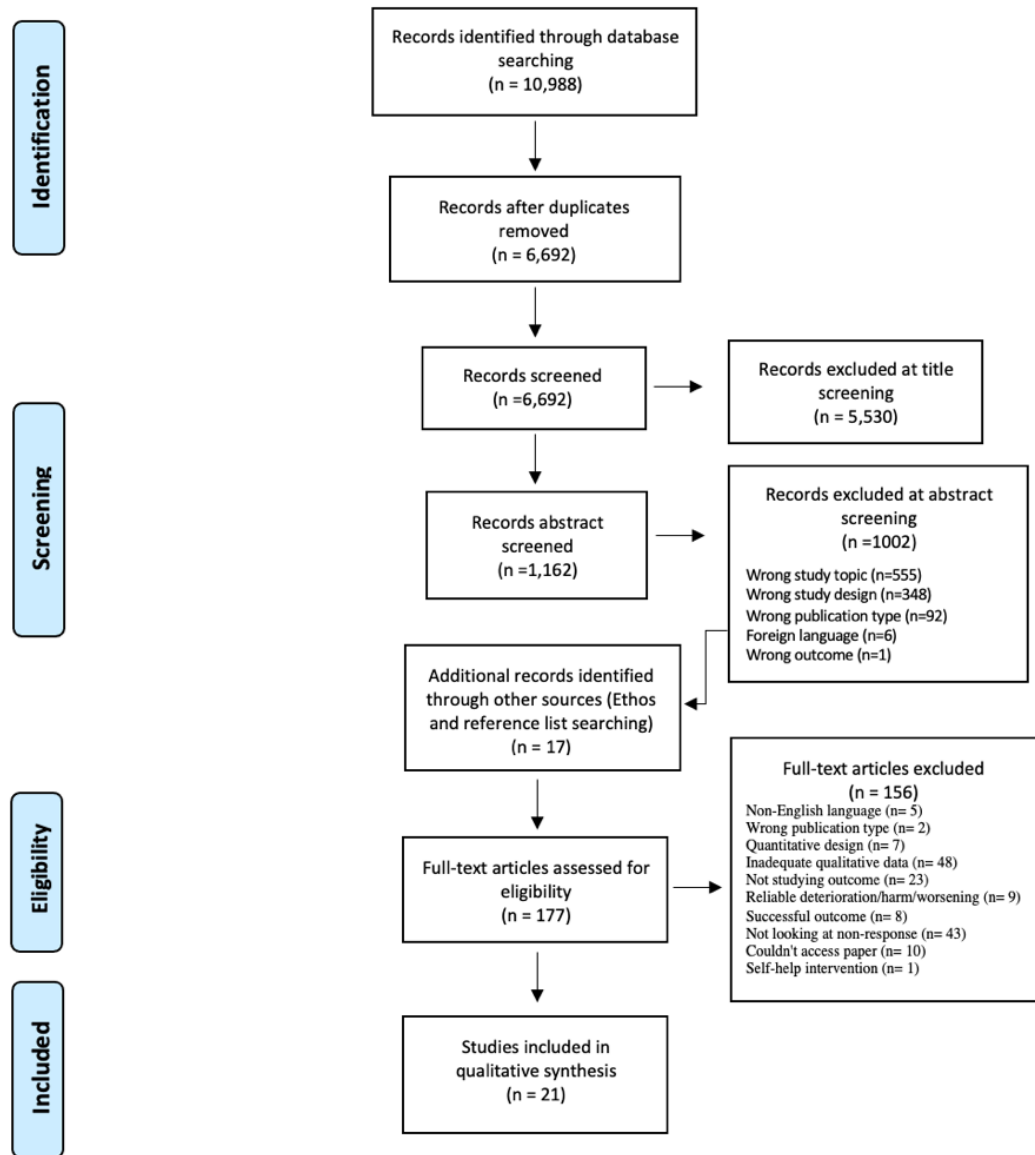 Identification
Records identified through database
searching
(n = 10,988)
Records after duplicates
removed
(n = 6,692)
Screening
Records screened
(n =6,692)
Records excluded at title
screening
(n = 5,530)
Records abstract
screened
(n =1,162)
Records excluded at abstract
screening
(n =1002)
Wrong study topic (n=555)
Wrong study design (n=348)
Wrong publication type (n=92)
Foreign language (n=6)
Wrong outcome (n=1)
Additional records identified
through other sources (Ethos
and reference list searching)
(n = 17)
Eligibility
Full-text articles assessed for
eligibility
(n = 177)
Full-text articles excluded
(n = 156)
Non-English language (n= 5)
Wrong publication type (n= 2)
Quantitative design (n= 7)
Inadequate qualitative data (n= 48)
Not studying outcome (n= 23)
Reliable deterioration/harm/worsening (n= 9)
Successful outcome (n= 8)
Not looking at non-response (n= 43)
Couldn't access paper (n= 10)
Self-help intervention (n= 1)
Included
Studies included in
qualitative synthesis
(n = 21)